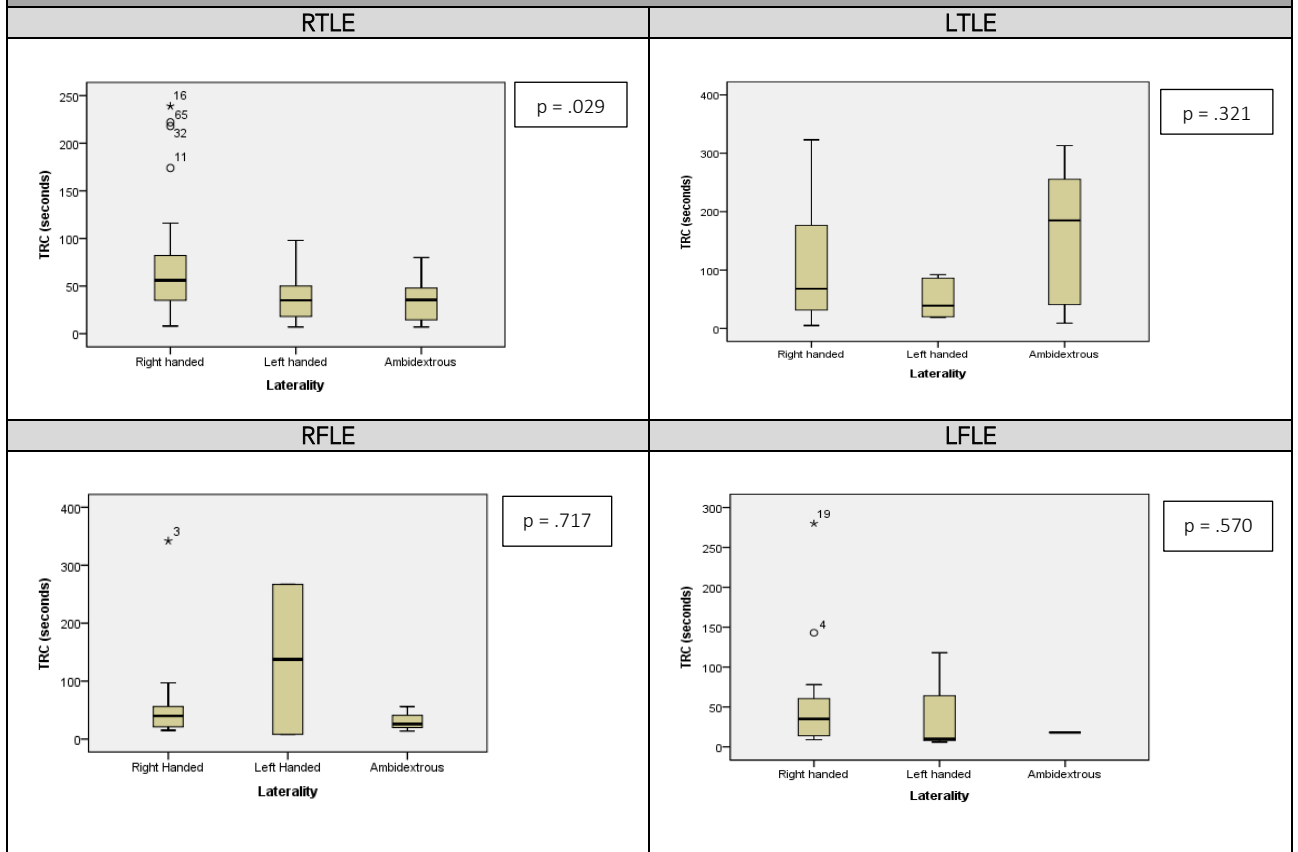 RTLE
LTLE
250
200
150
100
50
0
TRC (seconds)
16
65
32
11
Right handed
Left handed
Ambidextrous
Laterality
p = .029
400
300
200
100
0
TRC (seconds)
Right handed
Left handed
Ambidextrous
Laterality
p = .321
RFLE
LFLE
400
300
200
100
0
TRC (seconds)
3
Right Handed
Left Handed
Ambidextrous
Laterality
p = .717
300
250
200
150
100
50
0
TRC (seconds)
19
4
Right handed
Left handed
Ambidextrous
Laterality
p = .570